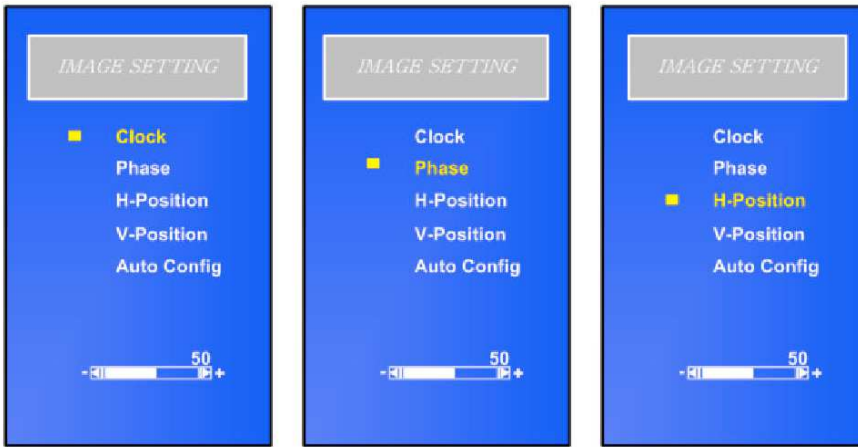 IMAGE SETTING
Clock
Phase
H-Position
V-Position
Auto Config
50
- +
IMAGE SETTING
Clock
Phase
H-Position
V-Position
Auto Config
50
- +
IMAGE SETTING
Clock
Phase
H-Position
V-Position
Auto Config
50
- +